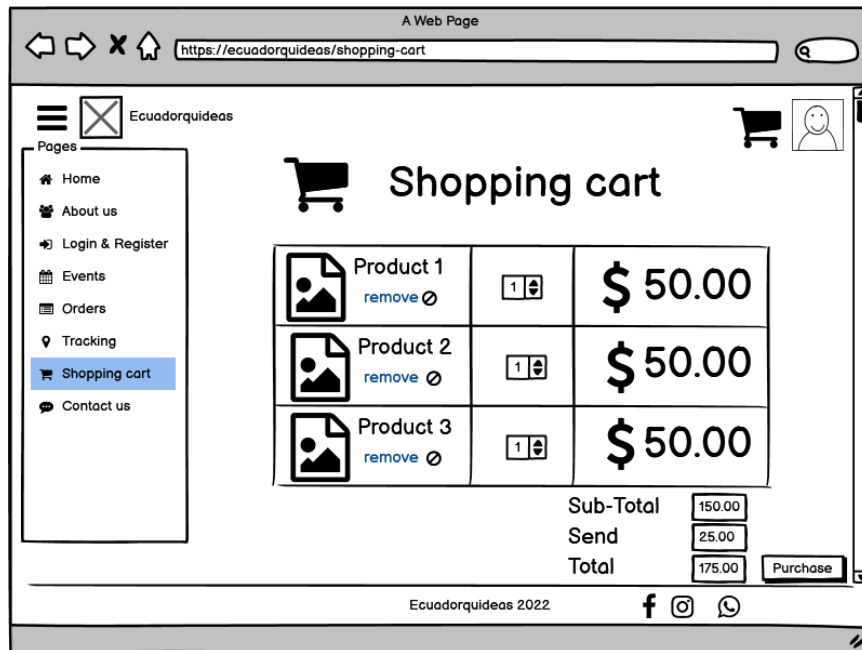 A Web Page
https://ecuadorquideas/shopping-cart
Ecuadorquideas
Pages
Home
About us
Login & Register
Events
Orders
Tracking
Shopping cart
Contact us
Shopping cart
Product 1
remove
1
$ 50.00
Product 2
remove
1
$ 50.00
Product 3
remove
1
$ 50.00
Sub-Total 150.00
Send 25.00
Total 175.00 Purchase
Ecuadorquideas 2022